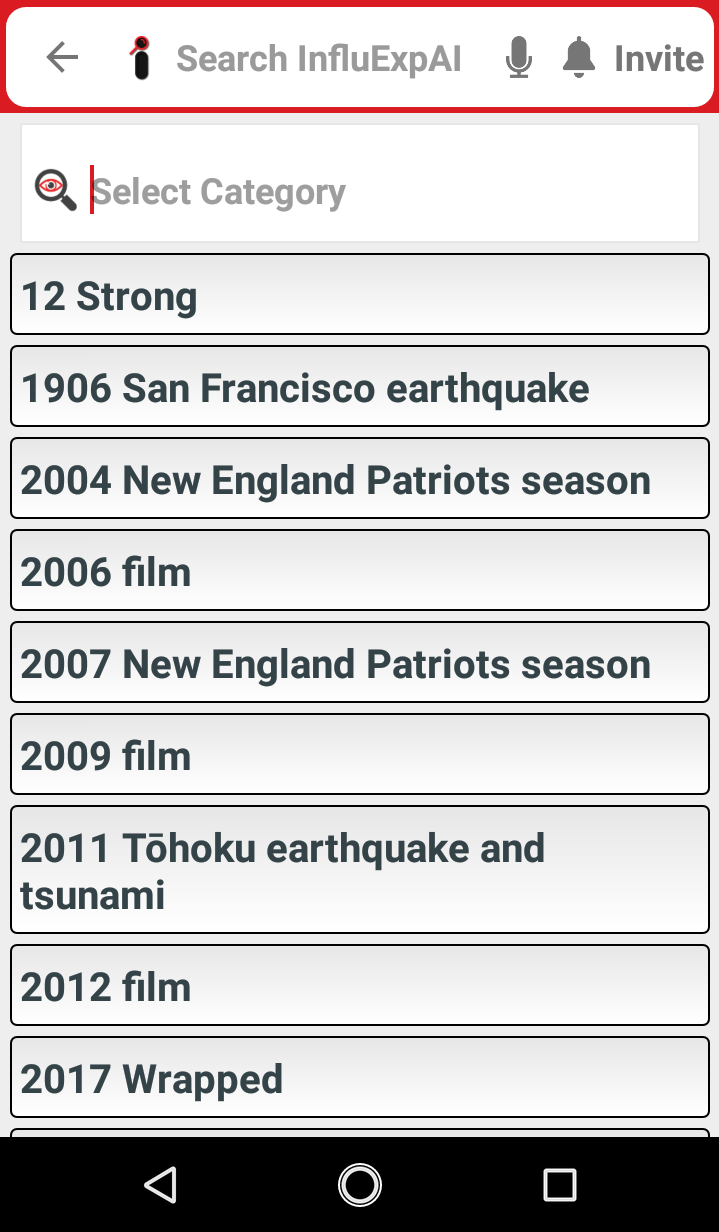 Search InfluExpAI Invite
Select Category
12 Strong
1906 San Francisco earthquake
2004 New England Patriots season
2006 film
2007 New England Patriots season
2009 film
2011 Tōhoku earthquake and
tsunami
2012 film
2017 Wrapped